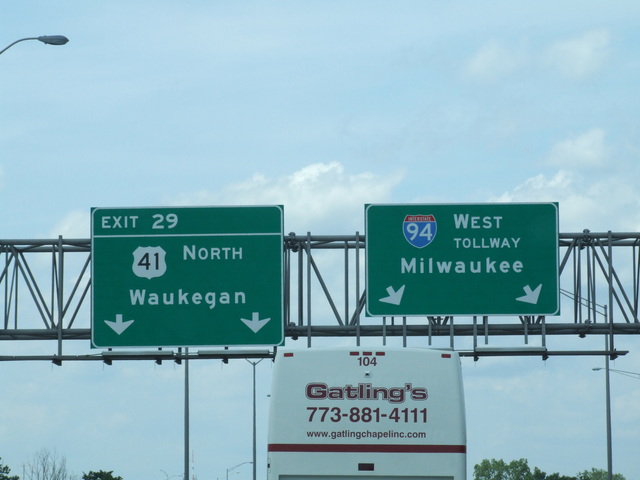 EXIT 29
41 NORTH
Waukegan
INTERSTATE
94 WEST
TOLLWAY
Milwaukee
104
Gatling's
773-881-4111
www.gatlingchapelinc.com